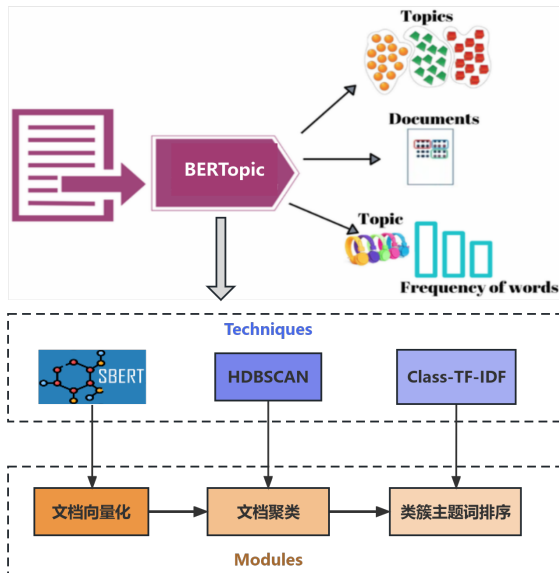 Topics
BERTopic
Documents
Topic
Frequency of words
Techniques
SBERT
HDBSCAN
Class-TF-IDF
文档向量化
文档聚类
类簇主题词排序
Modules